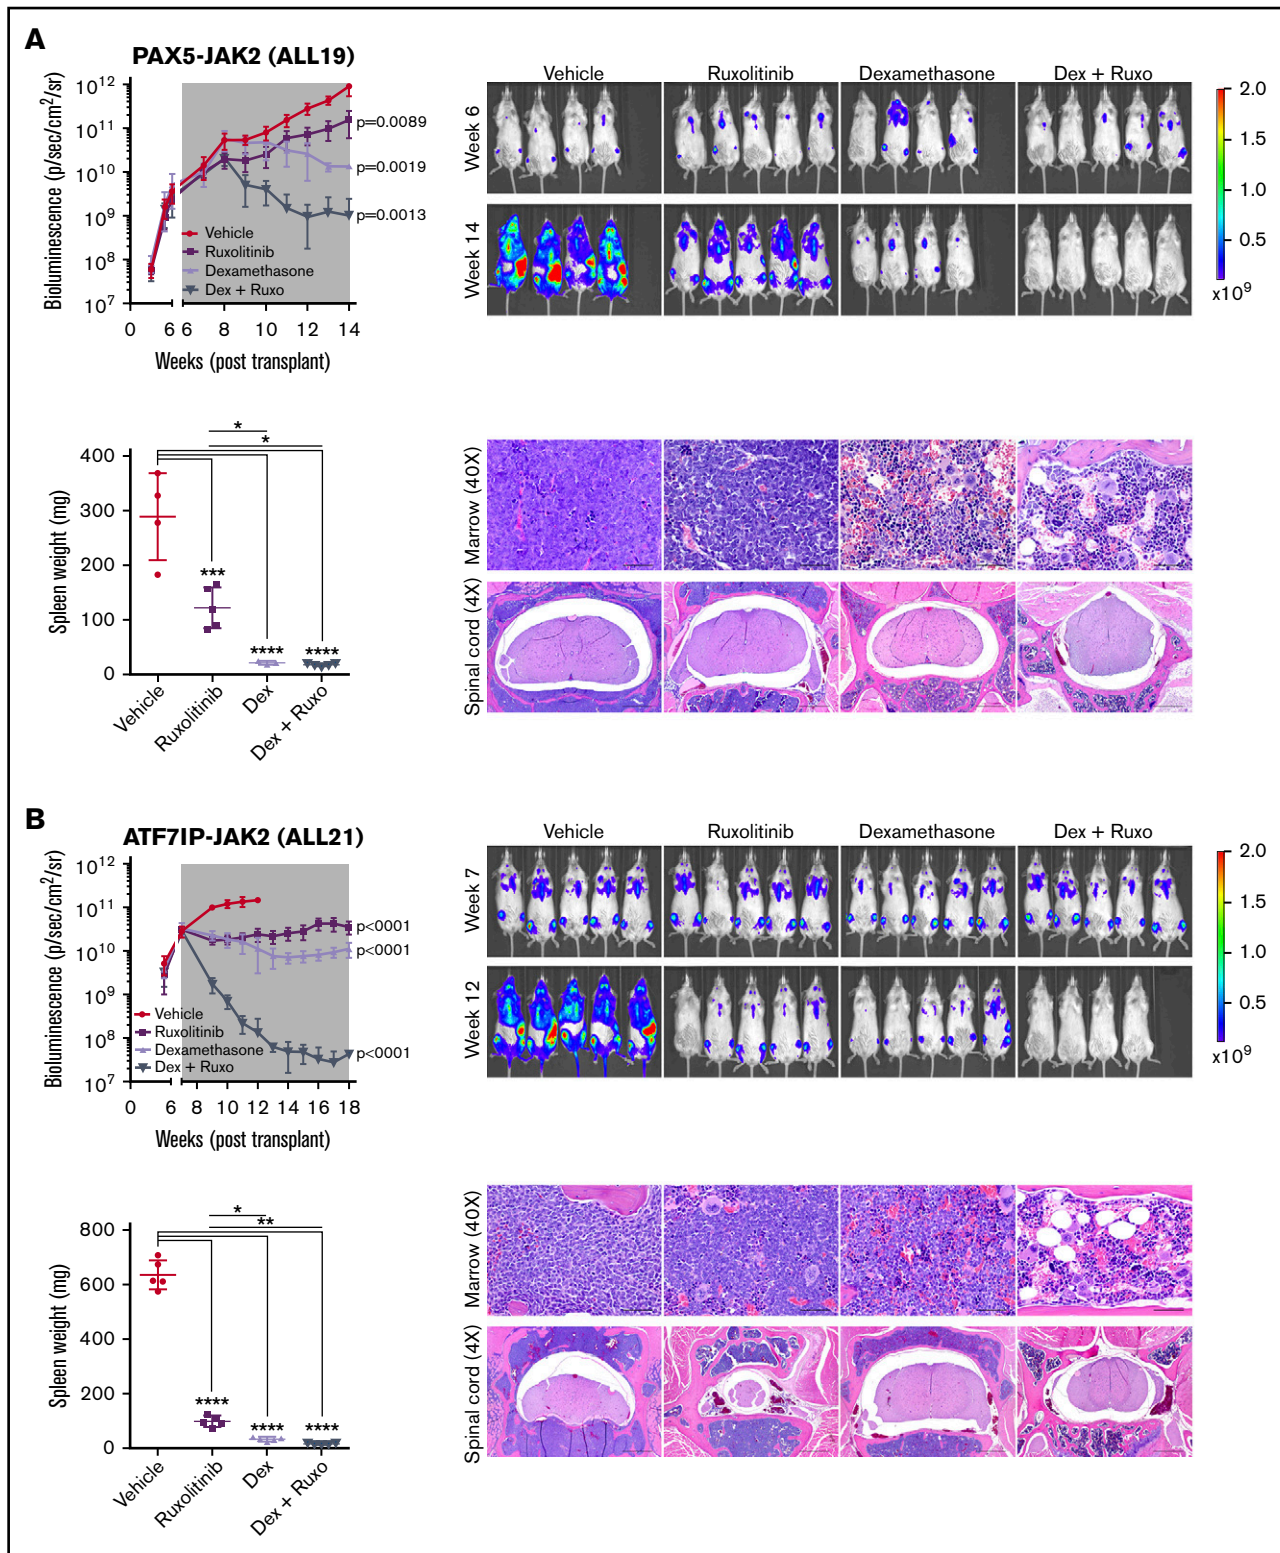 A
PAX5-JAK2 (ALL19)
Bioluminescence (p/sec/cm²/sr)
10¹²
10¹¹
10¹⁰
10⁹
10⁸
10⁷
p=0.0089
p=0.0019
p=0.0013
Vehicle
Ruxolitinib
Dexamethasone
Dex + Ruxo
0 6 6 8 10 12 14
Weeks (post transplant)
Vehicle Ruxolitinib Dexamethasone Dex + Ruxo
Week 6
Week 14
2.0
1.0
0.5
x10⁹
Spleen weight (mg)
400
300
200
100
0
*
*
***
**** ****
Vehicle
Ruxolitinib
Dex
Dex + Ruxo
Marrow (40X)
Spinal cord (4X)
B
ATF7IP-JAK2 (ALL21)
Bioluminescence (p/sec/cm²/sr)
10¹²
10¹¹
10¹⁰
10⁹
10⁸
10⁷
p<0001
p<0001
p<0001
Vehicle
Ruxolitinib
Dexamethasone
Dex + Ruxo
0 6 8 10 12 14 16 18
Weeks (post transplant)
Vehicle Ruxolitinib Dexamethasone Dex + Ruxo
Week 7
Week 12
2.0
1.0
0.5
x10⁹
Spleen weight (mg)
800
600
400
200
0
*
**
****
**** ****
Vehicle
Ruxolitinib
Dex
Dex + Ruxo
Marrow (40X)
Spinal cord (4X)